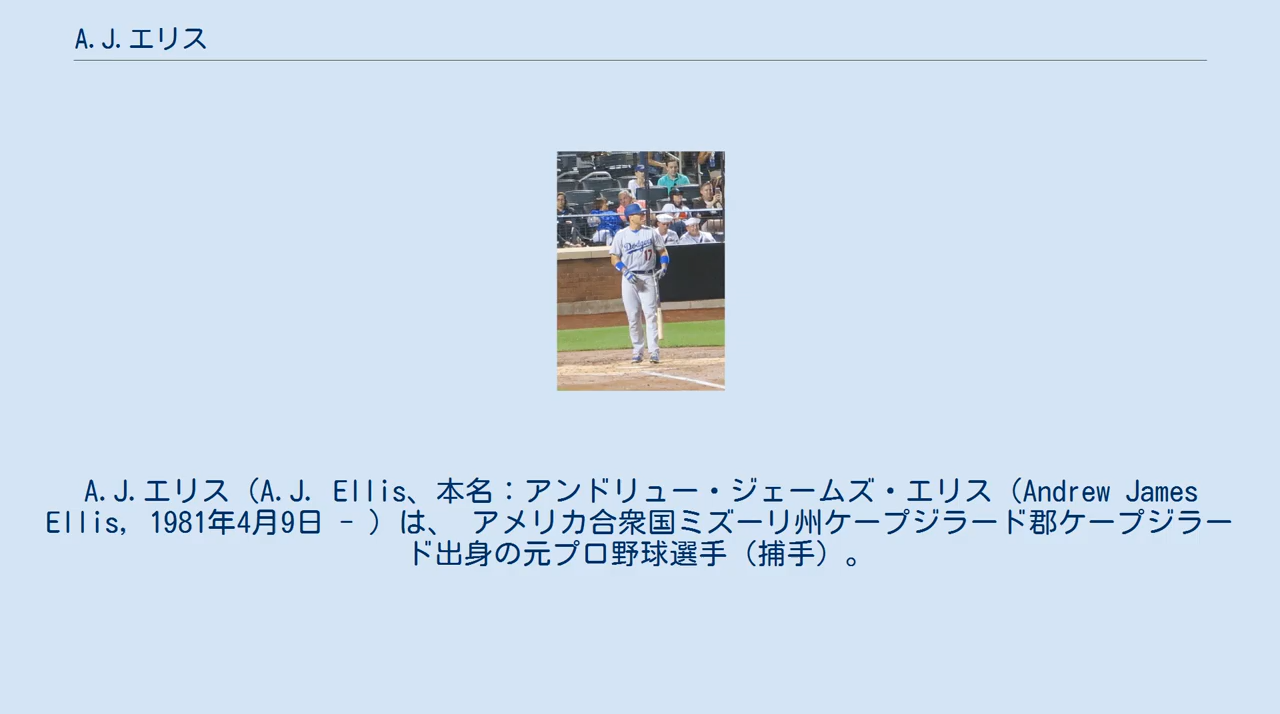 A.J.エリス
Dodgers
17
A.J.エリス（A.J. Ellis、本名：アンドリュー・ジェームズ・エリス（Andrew James
Ellis, 1981年4月9日 - ）は、 アメリカ合衆国ミズーリ州ケープジラード郡ケープジラー
ド出身の元プロ野球選手（捕手）。